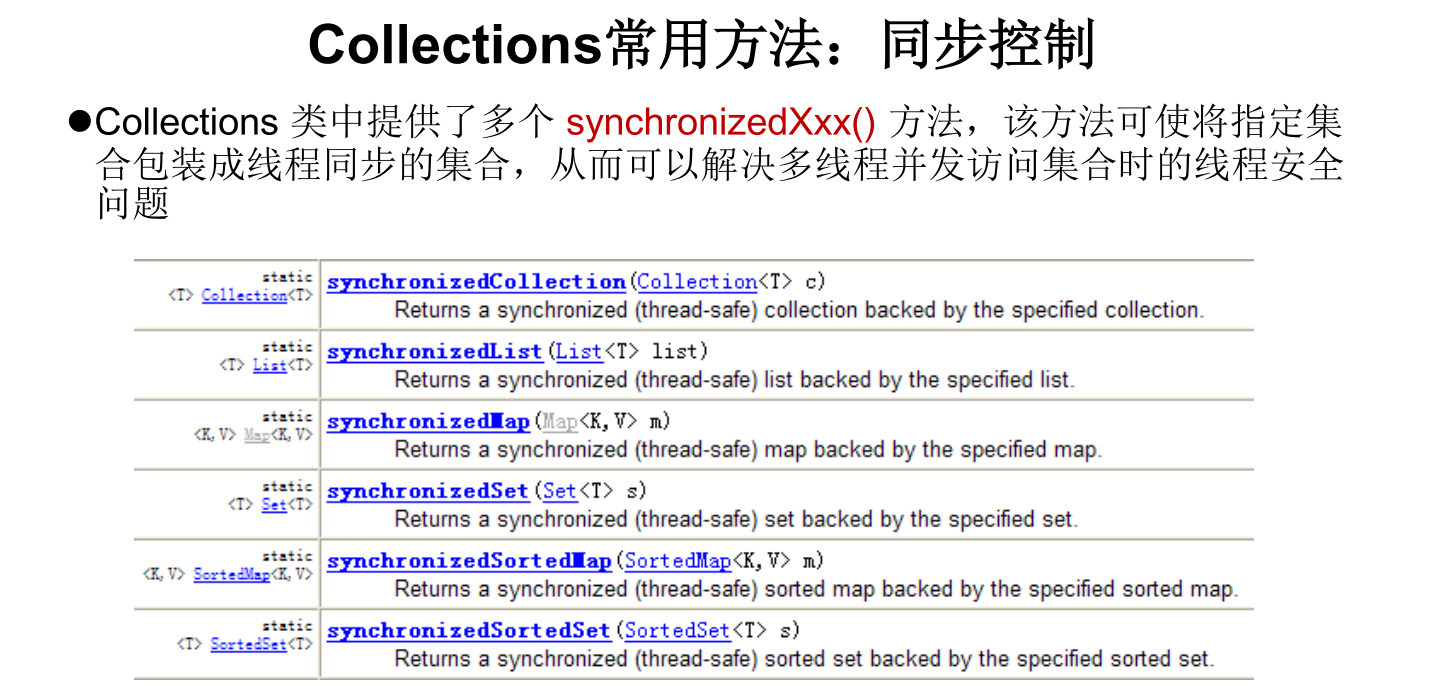 Collections常用方法：同步控制
●Collections 类中提供了多个 synchronizedXxx() 方法，该方法可使将指定集
合包装成线程同步的集合，从而可以解决多线程并发访问集合时的线程安全
问题
static
<T> Collection<T>
synchronizedCollection(Collection<T> c)
Returns a synchronized (thread-safe) collection backed by the specified collection.
static
<T> List<T>
synchronizedList(List<T> list)
Returns a synchronized (thread-safe) list backed by the specified list.
static
<K,V> Map<K,V>
synchronizedMap(Map<K,V> m)
Returns a synchronized (thread-safe) map backed by the specified map.
static
<T> Set<T>
synchronizedSet(Set<T> s)
Returns a synchronized (thread-safe) set backed by the specified set.
static
<K,V> SortedMap<K,V>
synchronizedSortedMap(SortedMap<K,V> m)
Returns a synchronized (thread-safe) sorted map backed by the specified sorted map.
static
<T> SortedSet<T>
synchronizedSortedSet(SortedSet<T> s)
Returns a synchronized (thread-safe) sorted set backed by the specified sorted set.